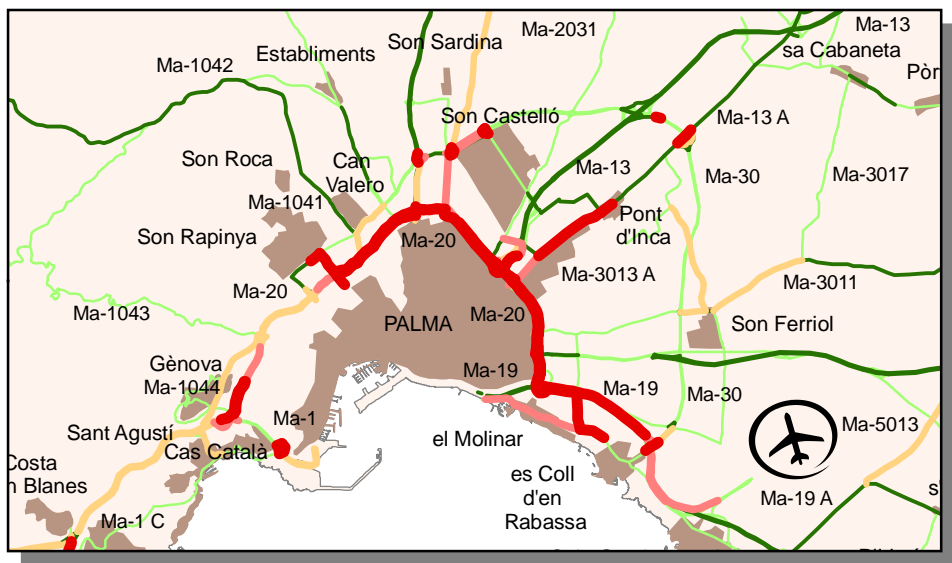 Ma-2031
Ma-13
Son Sardina
Establiments
sa Cabaneta
Ma-1042
Pòr
Son Castelló
Ma-13 A
Son Roca
Can
Valero
Ma-13
Ma-30
Ma-3017
Ma-1041
Pont
d'Inca
Son Rapinya
Ma-20
Ma-3013 A
Ma-3011
Ma-20
Ma-1043
PALMA
Ma-20
Son Ferriol
Gènova
Ma-19
Ma-1044
Ma-19
Ma-30
Ma-1
Ma-5013
Sant Agustí
el Molinar
Cas Català
Costa
n Blanes
es Coll
d'en
Rabassa
Ma-19 A
s'
Ma-1 C